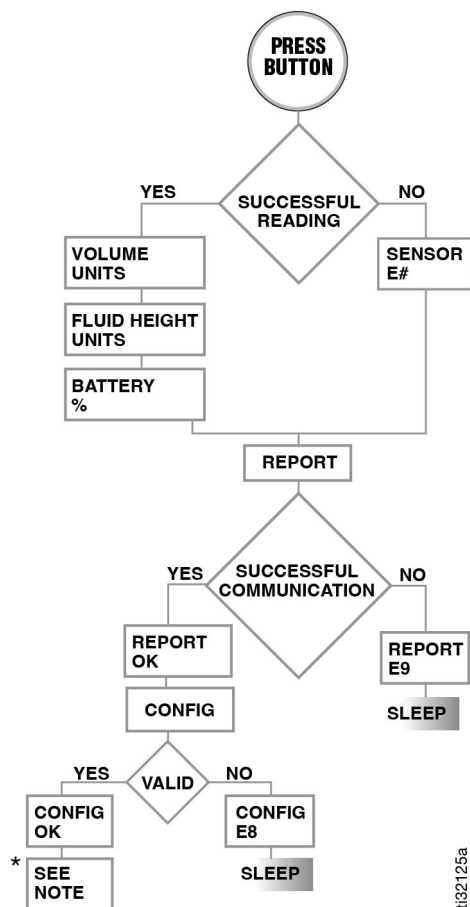 PRESS
BUTTON
YES
SUCCESSFUL
READING
NO
VOLUME
UNITS
SENSOR
E#
FLUID HEIGHT
UNITS
BATTERY
%
REPORT
YES
SUCCESSFUL
COMMUNICATION
NO
REPORT
OK
REPORT
E9
CONFIG
SLEEP
YES
VALID
NO
CONFIG
OK
CONFIG
E8
*
SEE
NOTE
SLEEP
ti32125a